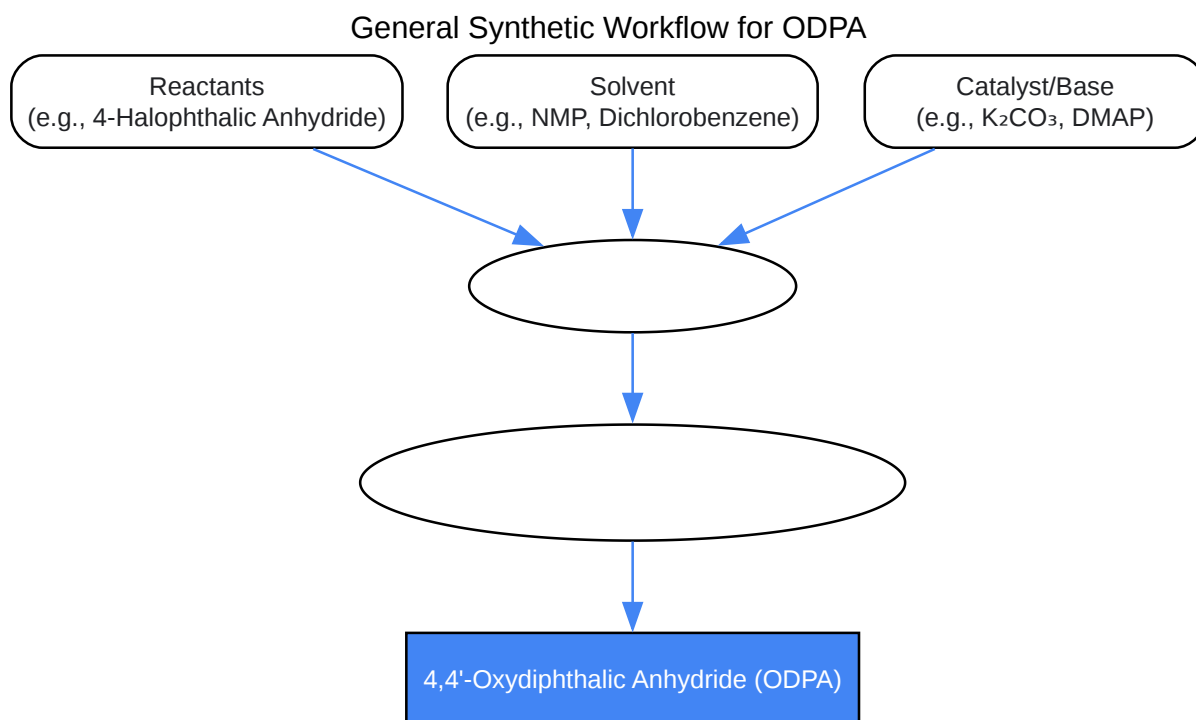 General Synthetic Workflow for ODPA
Reactants
(e.g., 4-Halophthalic Anhydride)
Solvent
(e.g., NMP, Dichlorobenzene)
Catalyst/Base
(e.g., K₂CO₃, DMAP)
4,4'-Oxydiphthalic Anhydride (ODPA)